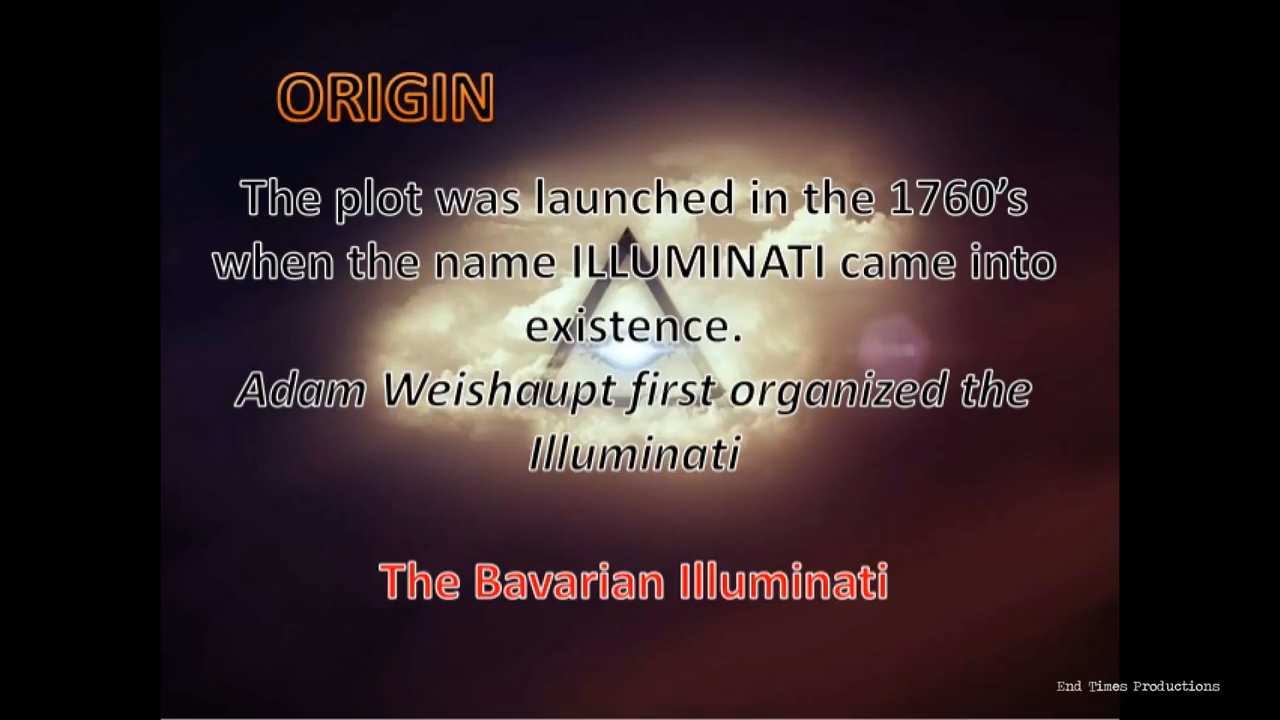 ORIGIN
The plot was launched in the 1760’s
when the name ILLUMINATI came into
existence.
Adam Weishaupt first organized the
Illuminati
The Bavarian Illuminati
End Times Productions